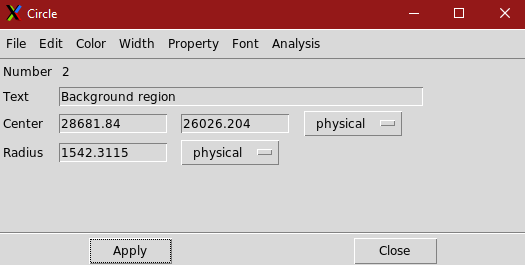 Circle
File Edit Color Width Property Font Analysis
Number 2
Text Background region
Center 28681.84 26026.204 physical
Radius 1542.3115 physical
Apply Close